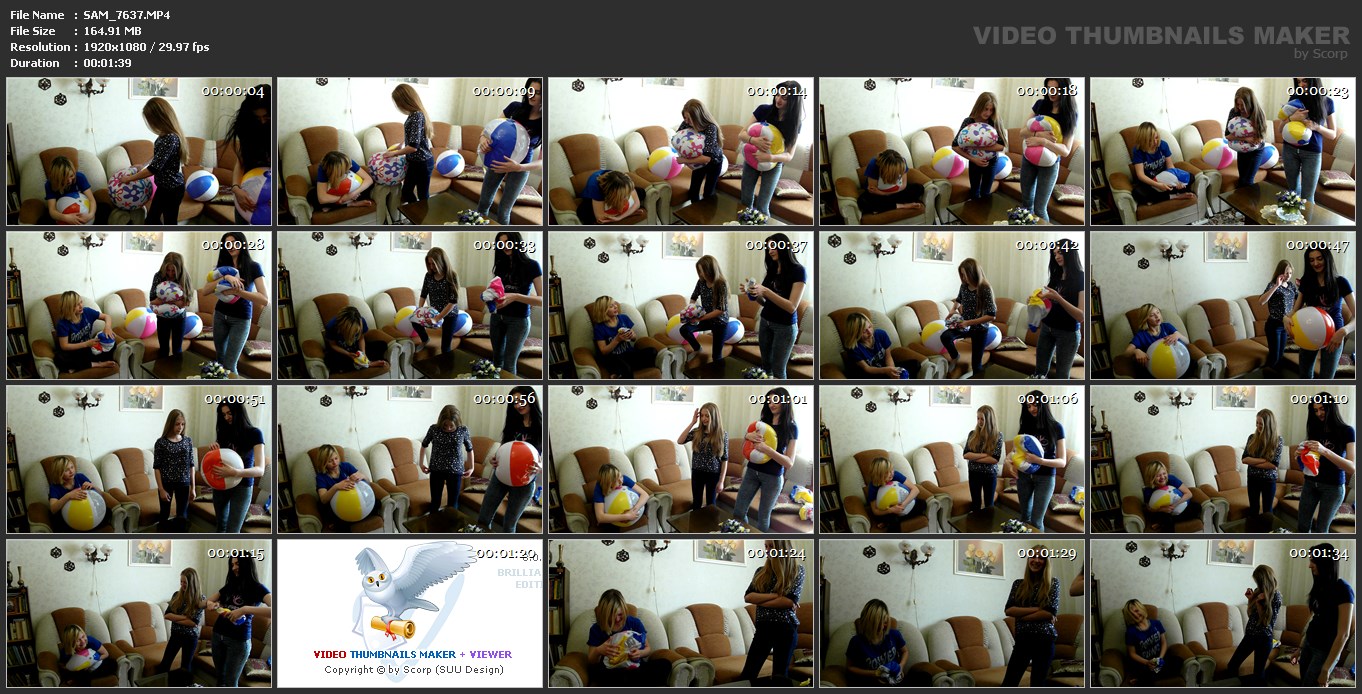 File Name : SAM_7637.MP4
File Size : 164.91 MB
Resolution : 1920x1080 / 29.97 fps
Duration : 00:01:39
VIDEO THUMBNAILS MAKER
by Scorp
00:00:04
00:00:09
00:00:14
00:00:18
00:00:23
00:00:28
00:00:33
00:00:37
00:00:42
00:00:47
00:00:51
00:00:56
00:01:01
00:01:06
00:01:10
00:01:15
00:01:20
BRILLIA
EDITI
VIDEO THUMBNAILS MAKER + VIEWER
Copyright © by Scorp (SUU Design)
00:01:24
00:01:29
00:01:34